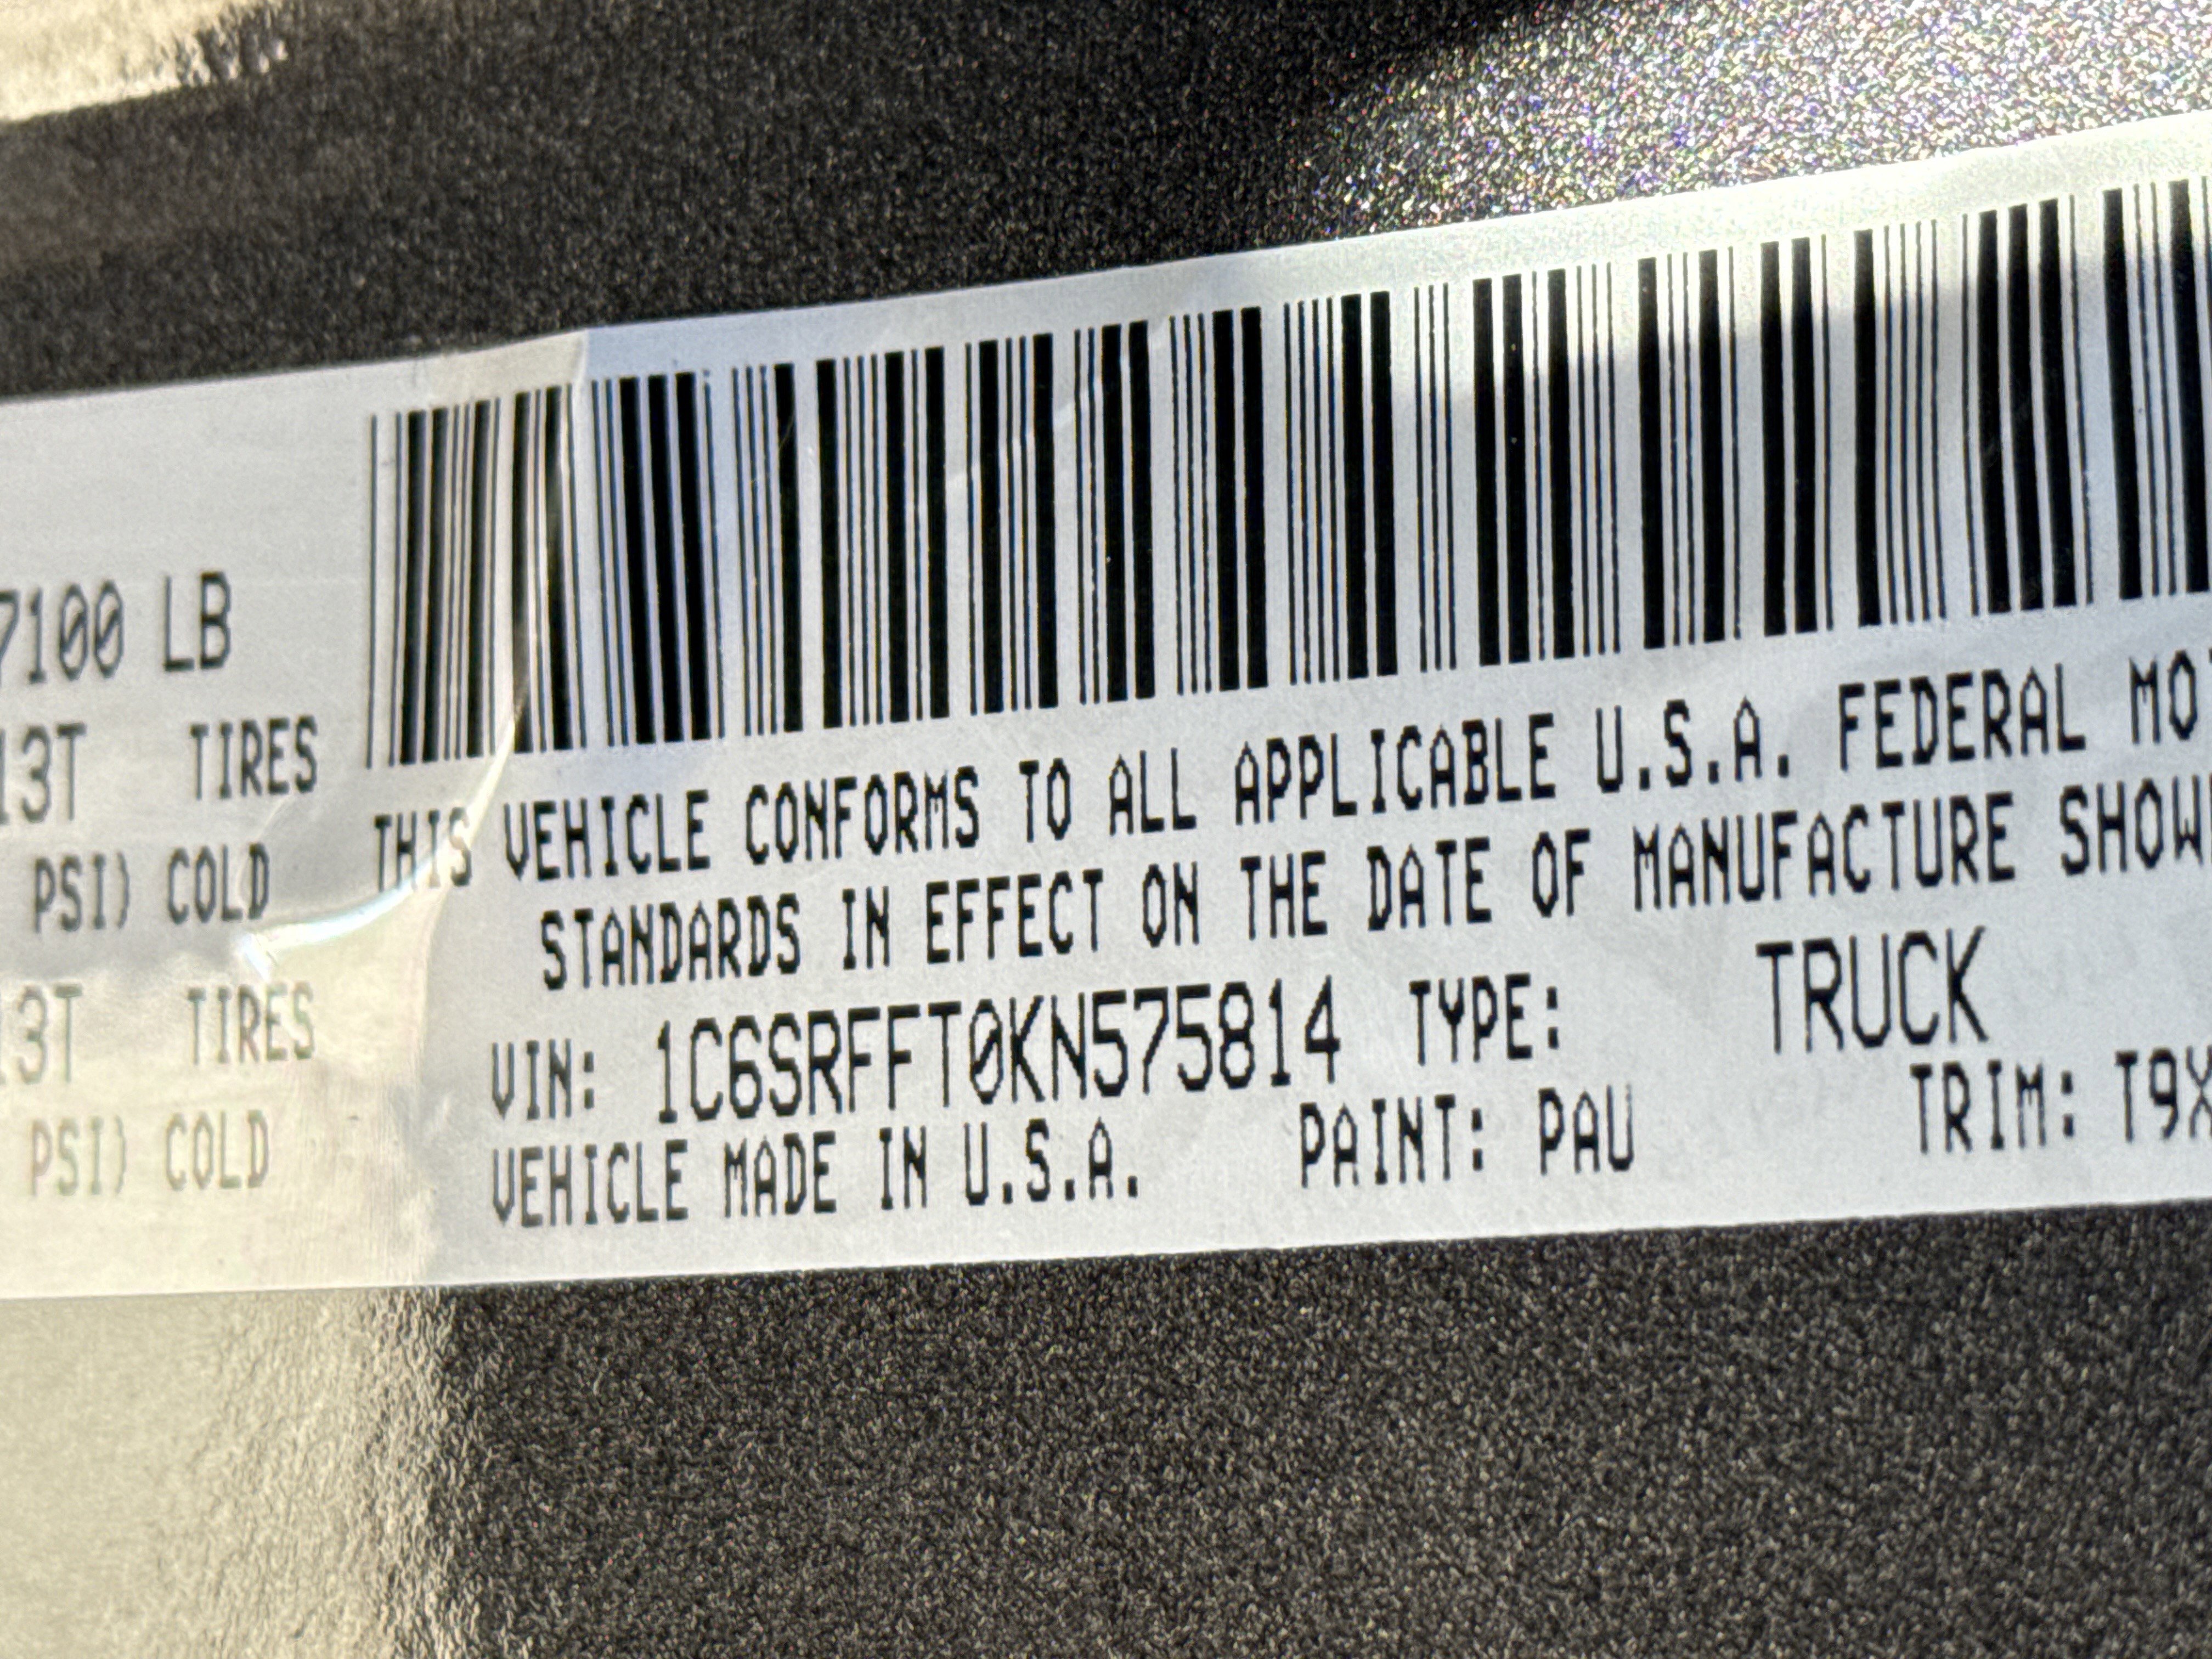 7100 LB
13T TIRES
PSI) COLD
13T TIRES
PSI) COLD
THIS VEHICLE CONFORMS TO ALL APPLICABLE U.S.A. FEDERAL MO
STANDARDS IN EFFECT ON THE DATE OF MANUFACTURE SHOW
VIN: 1C6SRFFT0KN575814 TYPE: TRUCK
VEHICLE MADE IN U.S.A. PAINT: PAU TRIM: T9X